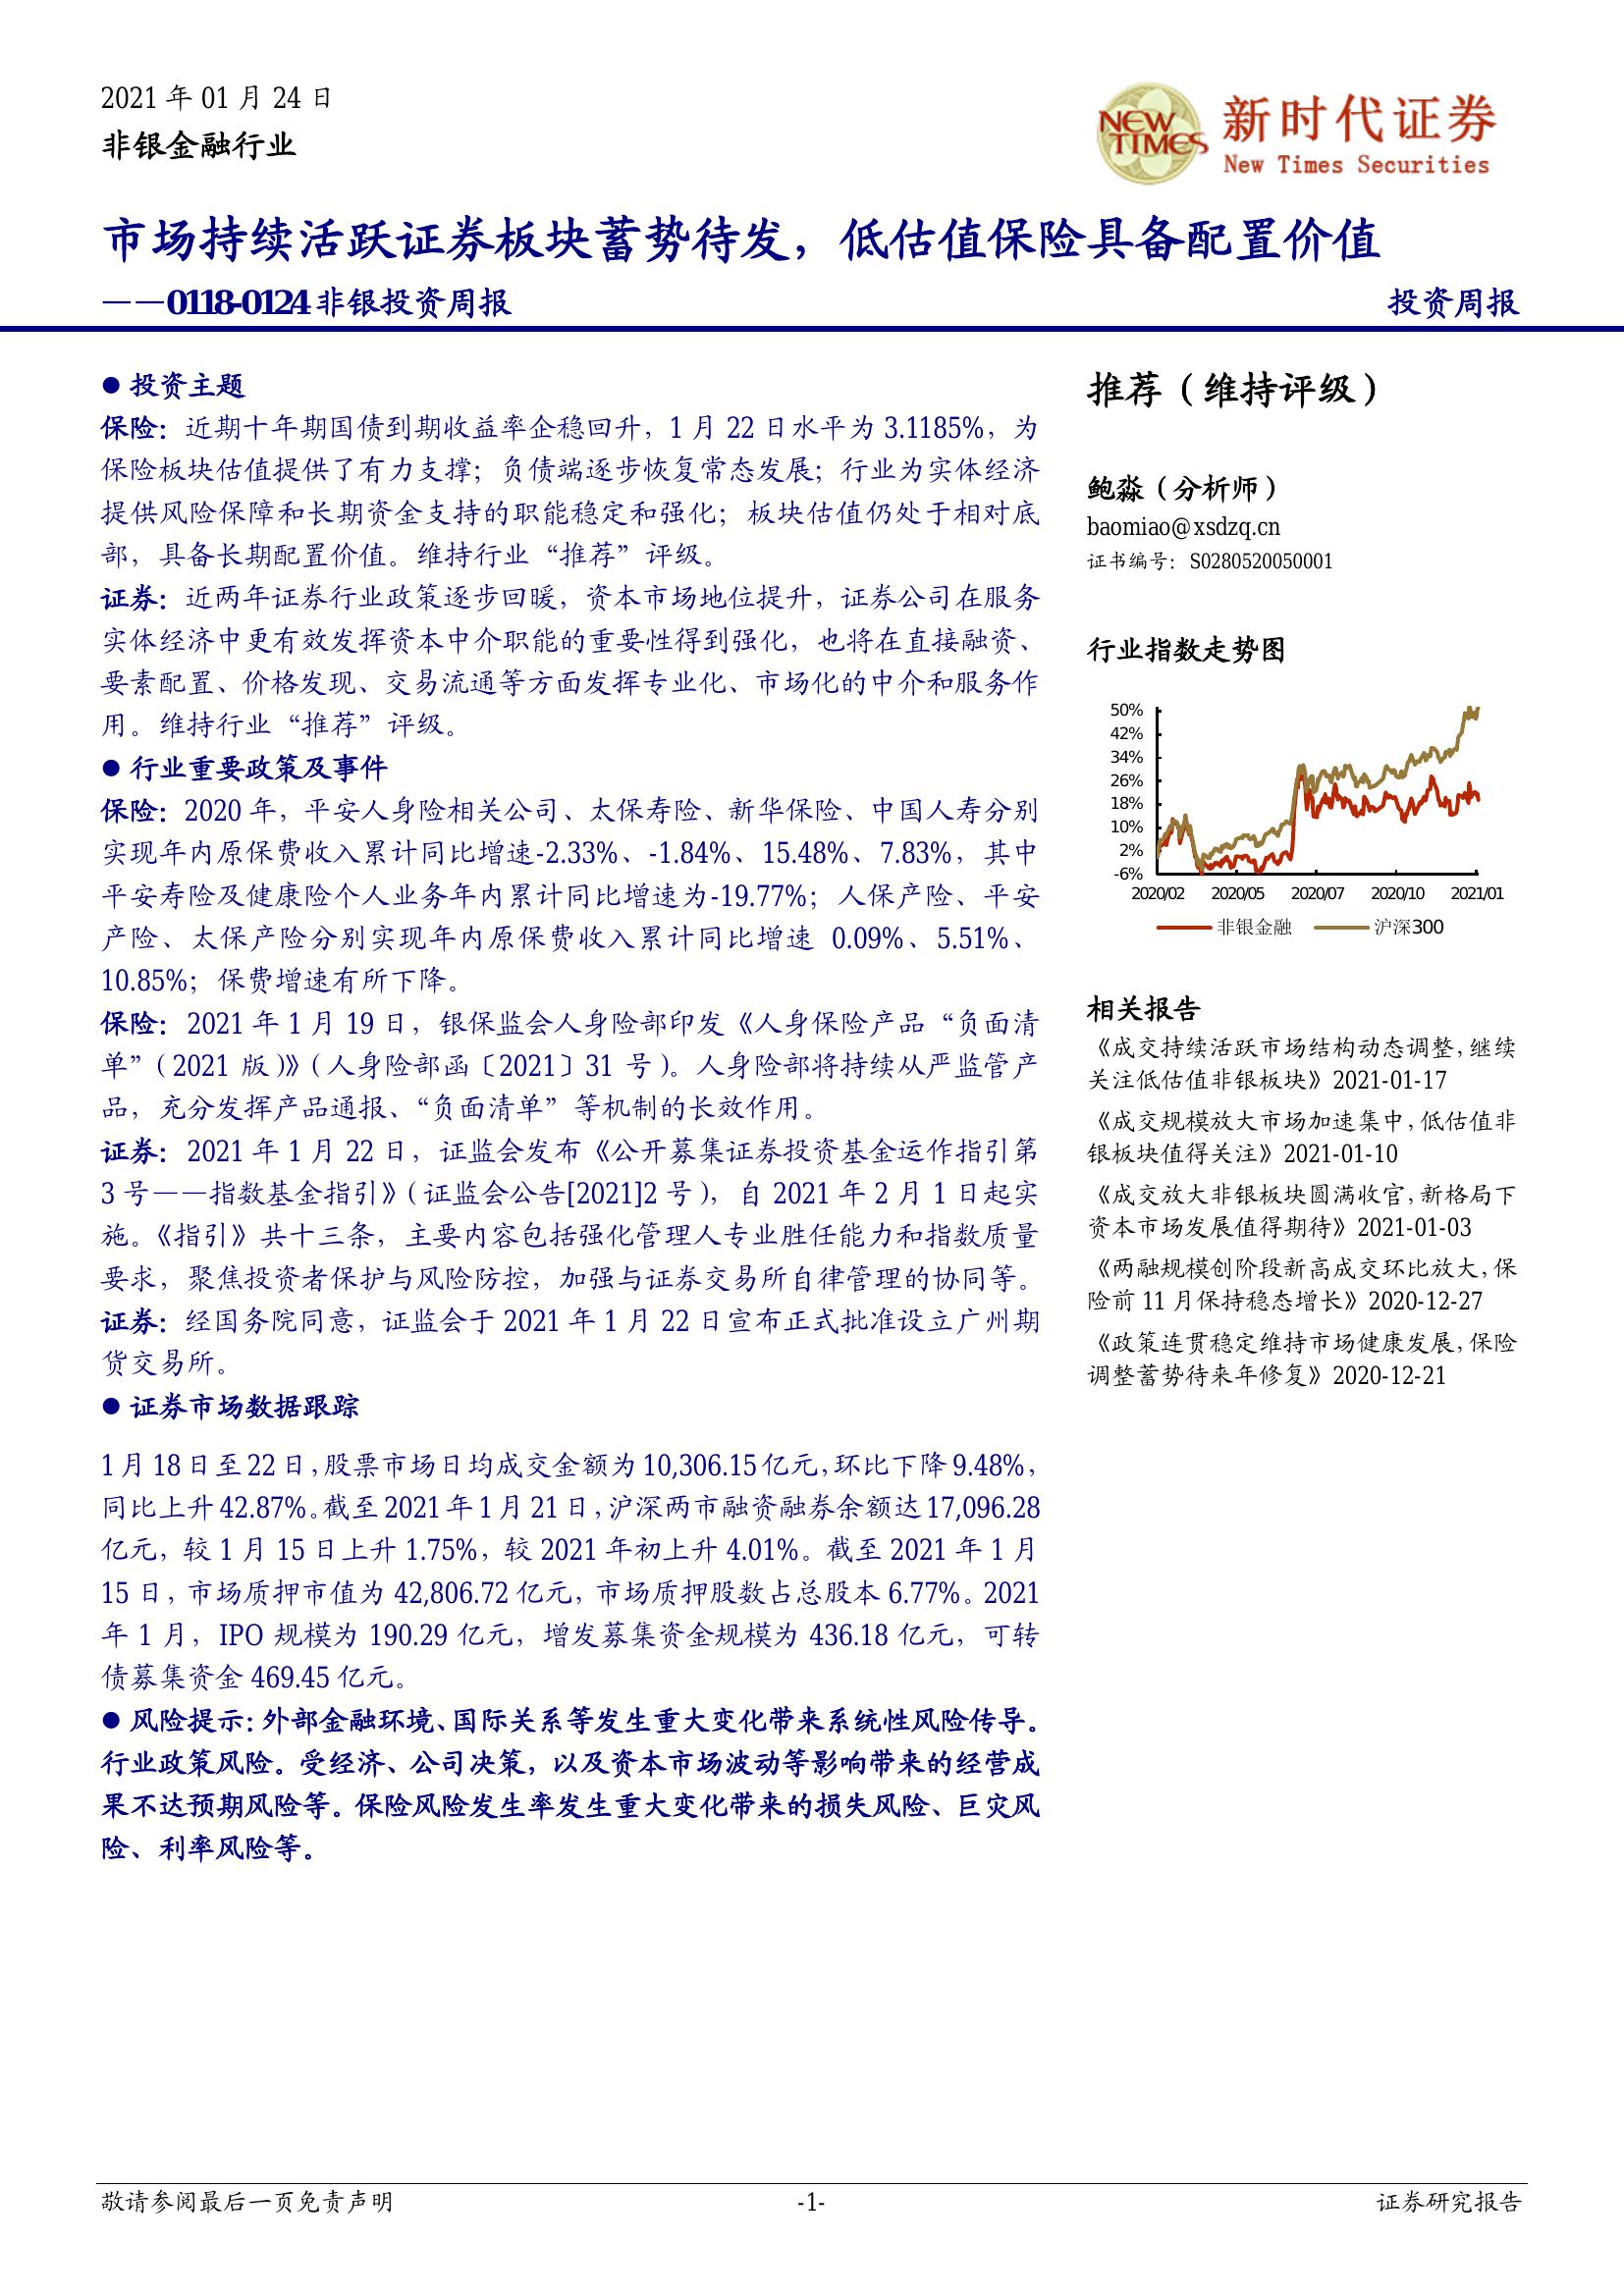 2021 年 01 月 24 日
非银金融行业
NEW TIMES
新时代证券
New Times Securities
市场持续活跃证券板块蓄势待发，低估值保险具备配置价值
——0118-0124 非银投资周报
投资周报
● 投资主题
保险：近期十年期国债到期收益率企稳回升，1 月 22 日水平为 3.1185%，为
保险板块估值提供了有力支撑；负债端逐步恢复常态发展；行业为实体经济
提供风险保障和长期资金支持的职能稳定和强化；板块估值仍处于相对底
部，具备长期配置价值。维持行业“推荐”评级。
证券：近两年证券行业政策逐步回暖，资本市场地位提升，证券公司在服务
实体经济中更有效发挥资本中介职能的重要性得到强化，也将在直接融资、
要素配置、价格发现、交易流通等方面发挥专业化、市场化的中介和服务作
用。维持行业“推荐”评级。
● 行业重要政策及事件
保险：2020 年，平安人身险相关公司、太保寿险、新华保险、中国人寿分别
实现年内原保费收入累计同比增速-2.33%、-1.84%、15.48%、7.83%，其中
平安寿险及健康险个人业务年内累计同比增速为-19.77%；人保产险、平安
产险、太保产险分别实现年内原保费收入累计同比增速 0.09%、5.51%、
10.85%；保费增速有所下降。
保险：2021 年 1 月 19 日，银保监会人身险部印发《人身保险产品“负面清
单”（2021 版）》（人身险部函〔2021〕31 号）。人身险部将持续从严监管产
品，充分发挥产品通报、“负面清单”等机制的长效作用。
证券：2021 年 1 月 22 日，证监会发布《公开募集证券投资基金运作指引第
3 号——指数基金指引》（证监会公告[2021]2 号），自 2021 年 2 月 1 日起实
施。《指引》共十三条，主要内容包括强化管理人专业胜任能力和指数质量
要求，聚焦投资者保护与风险防控，加强与证券交易所自律管理的协同等。
证券：经国务院同意，证监会于 2021 年 1 月 22 日宣布正式批准设立广州期
货交易所。
● 证券市场数据跟踪
1 月 18 日至 22 日，股票市场日均成交金额为 10,306.15 亿元，环比下降 9.48%，
同比上升 42.87%。截至 2021 年 1 月 21 日，沪深两市融资融券余额达 17,096.28
亿元，较 1 月 15 日上升 1.75%，较 2021 年初上升 4.01%。截至 2021 年 1 月
15 日，市场质押市值为 42,806.72 亿元，市场质押股数占总股本 6.77%。2021
年 1 月，IPO 规模为 190.29 亿元，增发募集资金规模为 436.18 亿元，可转
债募集资金 469.45 亿元。
● 风险提示：外部金融环境、国际关系等发生重大变化带来系统性风险传导。
行业政策风险。受经济、公司决策，以及资本市场波动等影响带来的经营成
果不达预期风险等。保险风险发生率发生重大变化带来的损失风险、巨灾风
险、利率风险等。
推荐（维持评级）
鲍淼（分析师）
baomiao@xsdzq.cn
证书编号：S0280520050001
行业指数走势图
50%
42%
34%
26%
18%
10%
2%
-6%
2020/02 2020/05 2020/07 2020/10 2021/01
非银金融 沪深300
相关报告
《成交持续活跃市场结构动态调整，继续
关注低估值非银板块》2021-01-17
《成交规模放大市场加速集中，低估值非
银板块值得关注》2021-01-10
《成交放大非银板块圆满收官，新格局下
资本市场发展值得期待》2021-01-03
《两融规模创阶段新高成交环比放大，保
险前 11 月保持稳态增长》2020-12-27
《政策连贯稳定维持市场健康发展，保险
调整蓄势待来年修复》2020-12-21
敬请参阅最后一页免责声明
-1-
证券研究报告